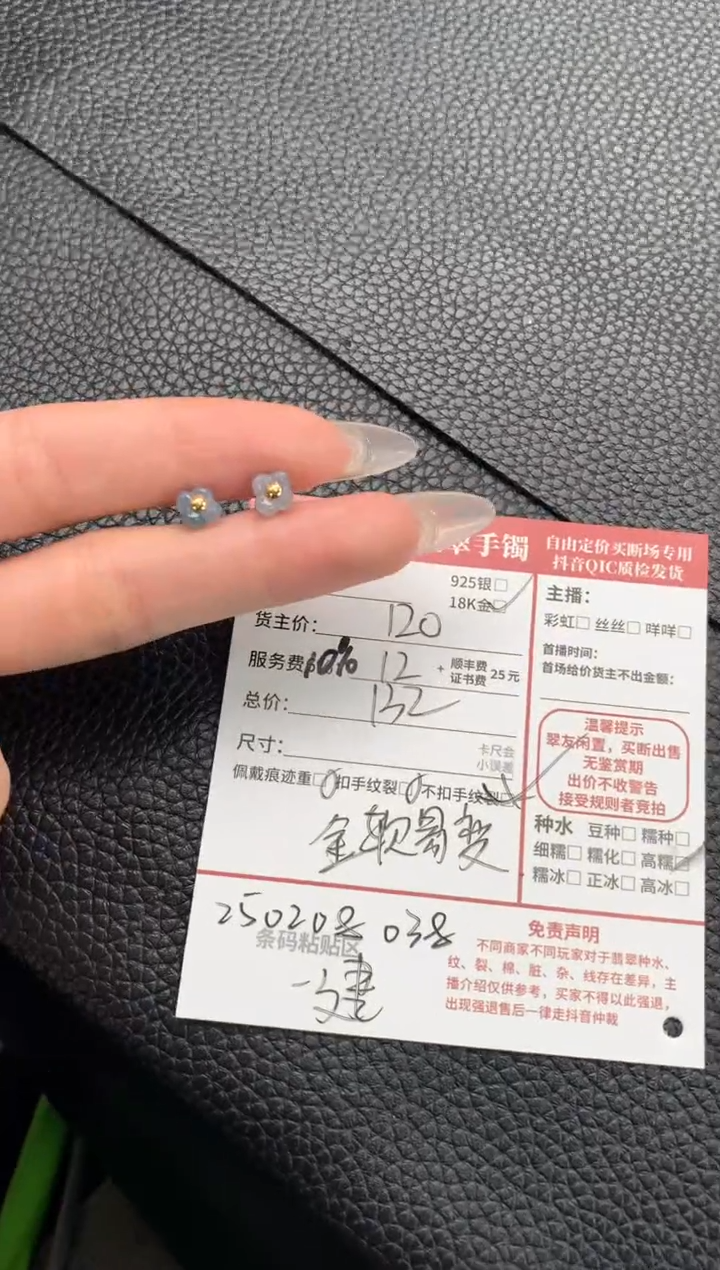 翠手镯 自由定价买断场专用
抖音QIC质检发货
925银□
18K金□
货主价: 120
服务费10% 12 + 顺丰费 证书费 25元
总价: 132
尺寸:
卡尺会
小误差
佩戴痕迹重□ 扣手纹裂□ 不扣手纹裂□
金软易变
250208 038
条码粘贴区
一建
主播:
彩虹□ 丝丝□ 咩咩□
首播时间:
首场给价货主不出金额:
温馨提示
翠友闲置，买断出售
无鉴赏期
出价不收警告
接受规则者竞拍
种水 豆种□ 糯种□
细糯□ 糯化□ 高糯□
糯冰□ 正冰□ 高冰□
免责声明
不同商家不同玩家对于翡翠种水、
纹、裂、棉、脏、杂、线存在差异，主
播介绍仅供参考，买家不得以此强退，
出现强退售后一律走抖音仲裁